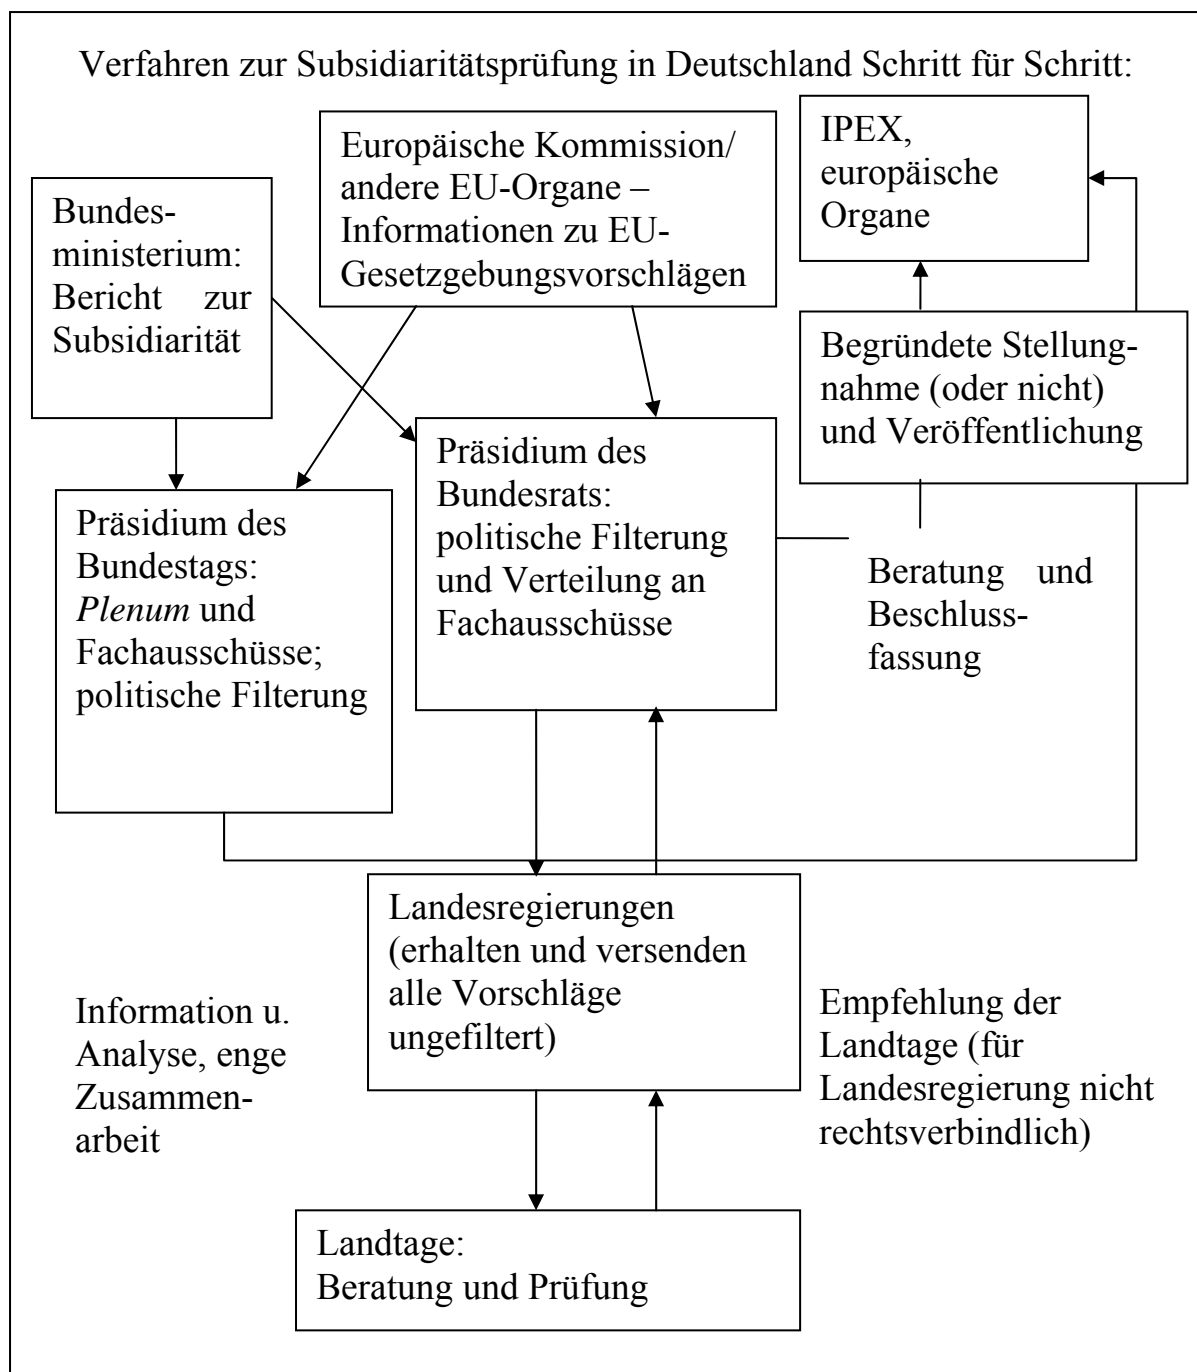 Verfahren zur Subsidiaritätsprüfung in Deutschland Schritt für Schritt:
Bundes-
ministerium:
Bericht zur
Subsidiarität
Europäische Kommission/
andere EU-Organe –
Informationen zu EU-
Gesetzgebungsvorschlägen
IPEX,
europäische
Organe
Begründete Stellung-
nahme (oder nicht)
und Veröffentlichung
Präsidium des
Bundestags:
Plenum und
Fachausschüsse;
politische Filterung
Präsidium des
Bundesrats:
politische Filterung
und Verteilung an
Fachausschüsse
Beratung und
Beschluss-
fassung
Landesregierungen
(erhalten und versenden
alle Vorschläge
ungefiltert)
Information u.
Analyse, enge
Zusammen-
arbeit
Empfehlung der
Landtage (für
Landesregierung nicht
rechtsverbindlich)
Landtage:
Beratung und Prüfung